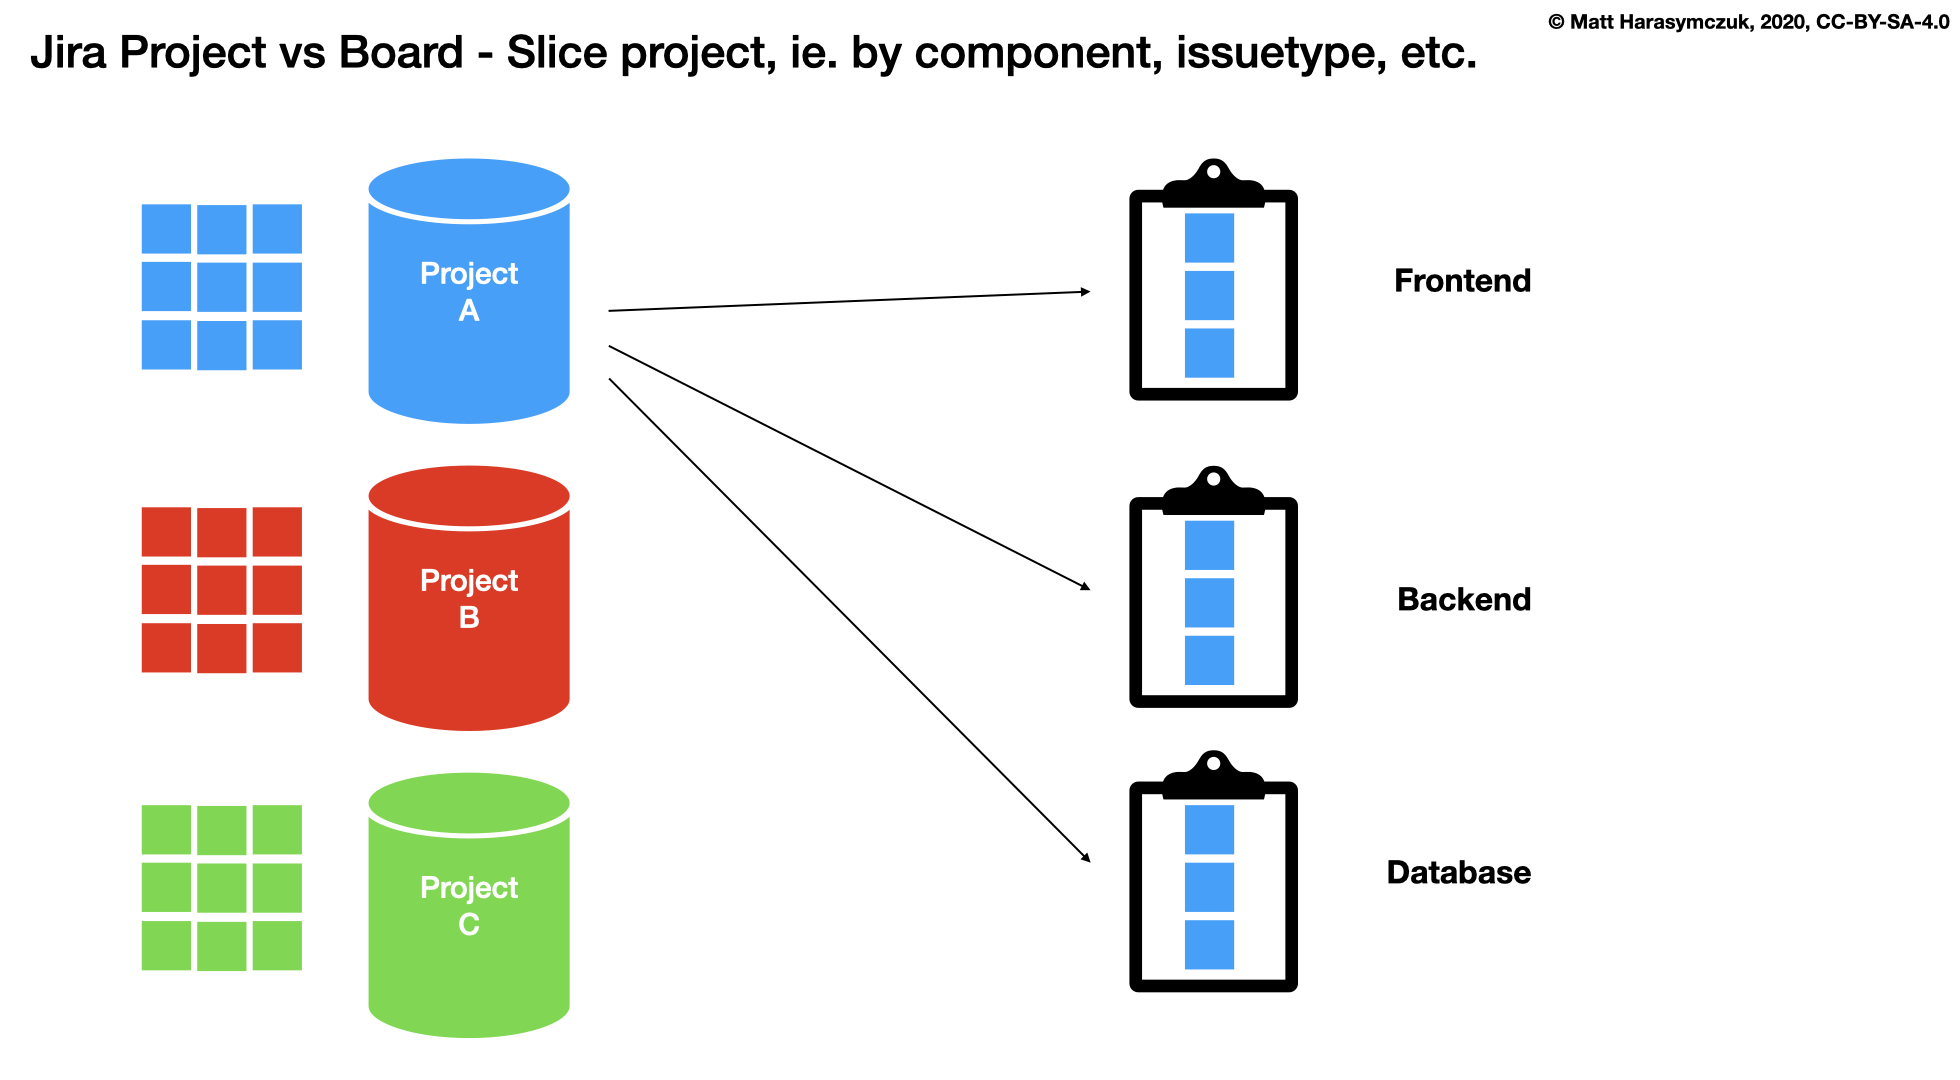 © Matt Harasymczuk, 2020, CC-BY-SA-4.0
Jira Project vs Board - Slice project, ie. by component, issuetype, etc.
Project
A
Frontend
Project
B
Backend
Project
C
Database